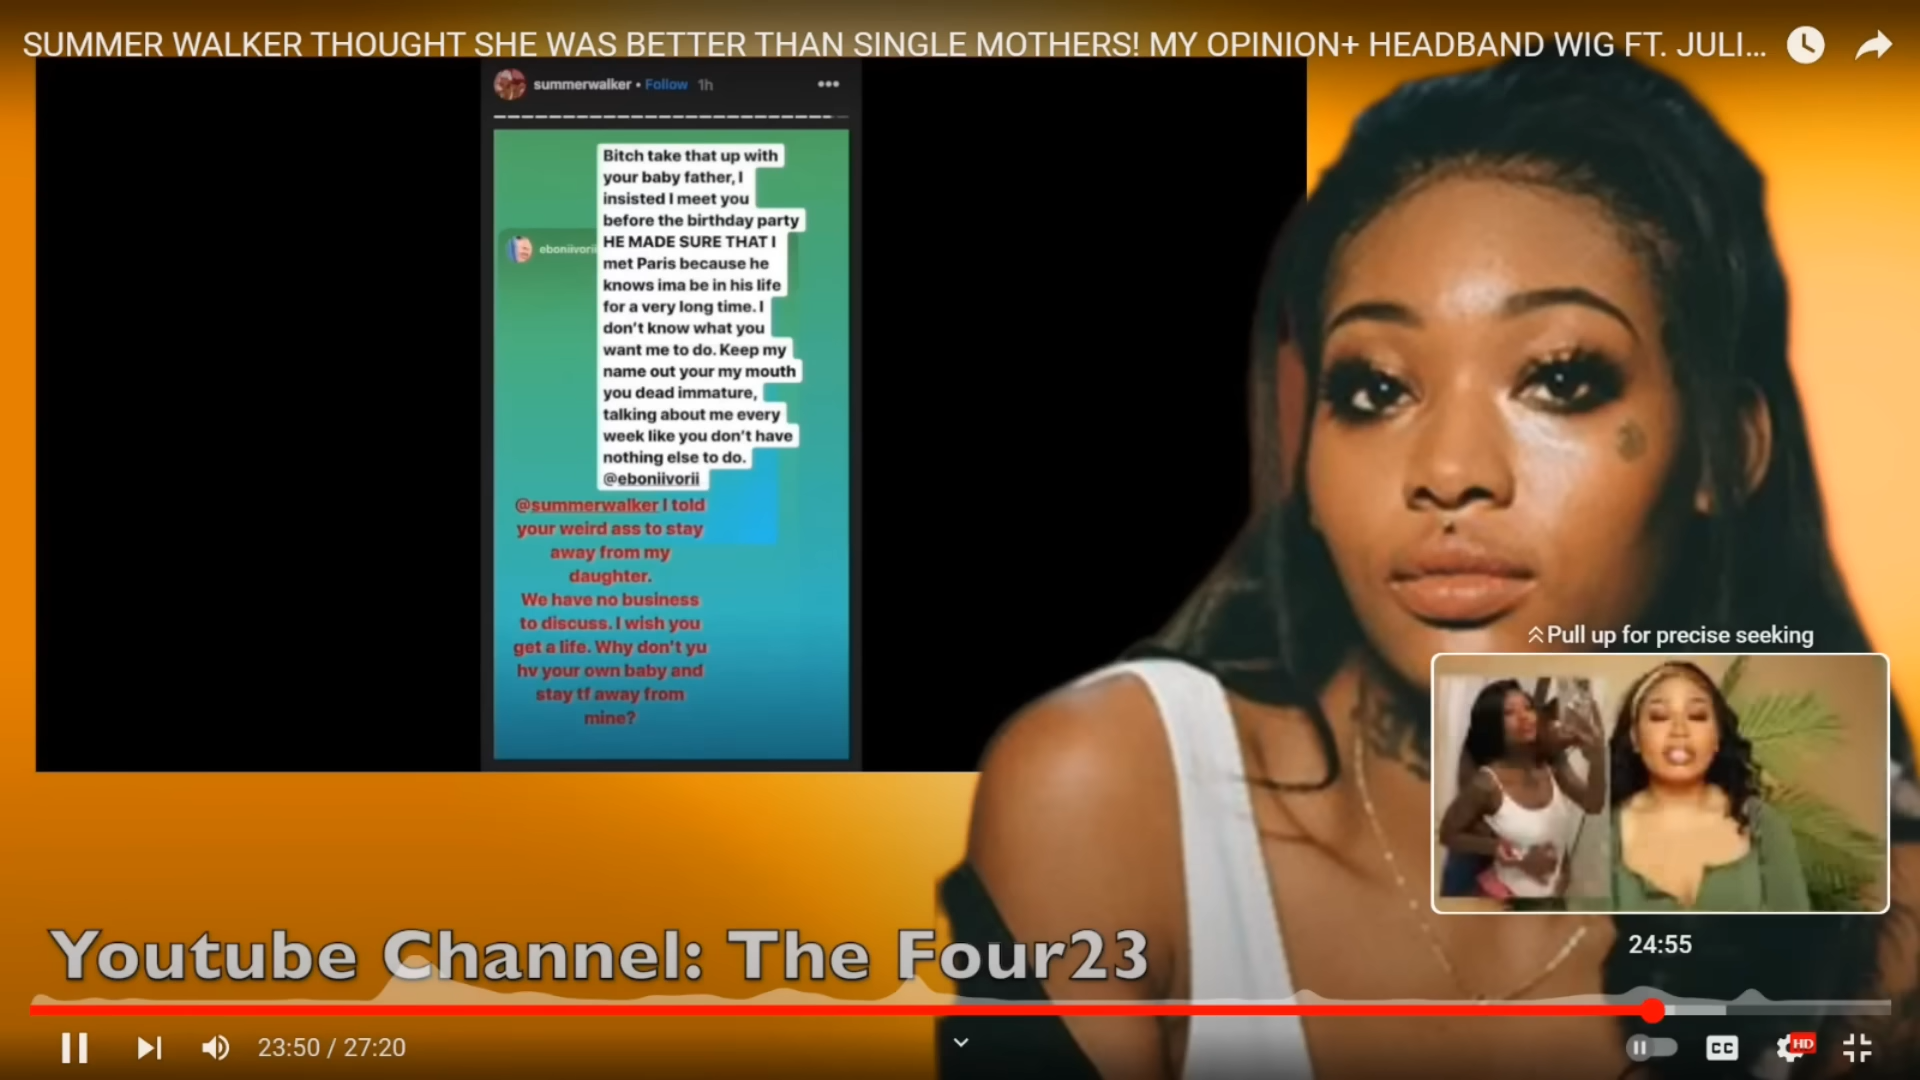 SUMMER WALKER THOUGHT SHE WAS BETTER THAN SINGLE MOTHERS! MY OPINION+ HEADBAND WIG FT. JULI...
summerwalker • Follow 1h
Bitch take that up with
your baby father, I
insisted I meet you
before the birthday party
HE MADE SURE THAT I
met Paris because he
knows ima be in his life
for a very long time. I
don't know what you
want me to do. Keep my
name out your my mouth
you dead immature,
talking about me every
week like you don't have
nothing else to do.
@eboniivorii
eboniivorii
@summerwalker I told
your weird ass to stay
away from my
daughter.
We have no business
to discuss. I wish you
get a life. Why don't yu
hv your own baby and
stay tf away from
mine?
Pull up for precise seeking
24:55
Youtube Channel: The Four23
23:50 / 27:20
CC
HD